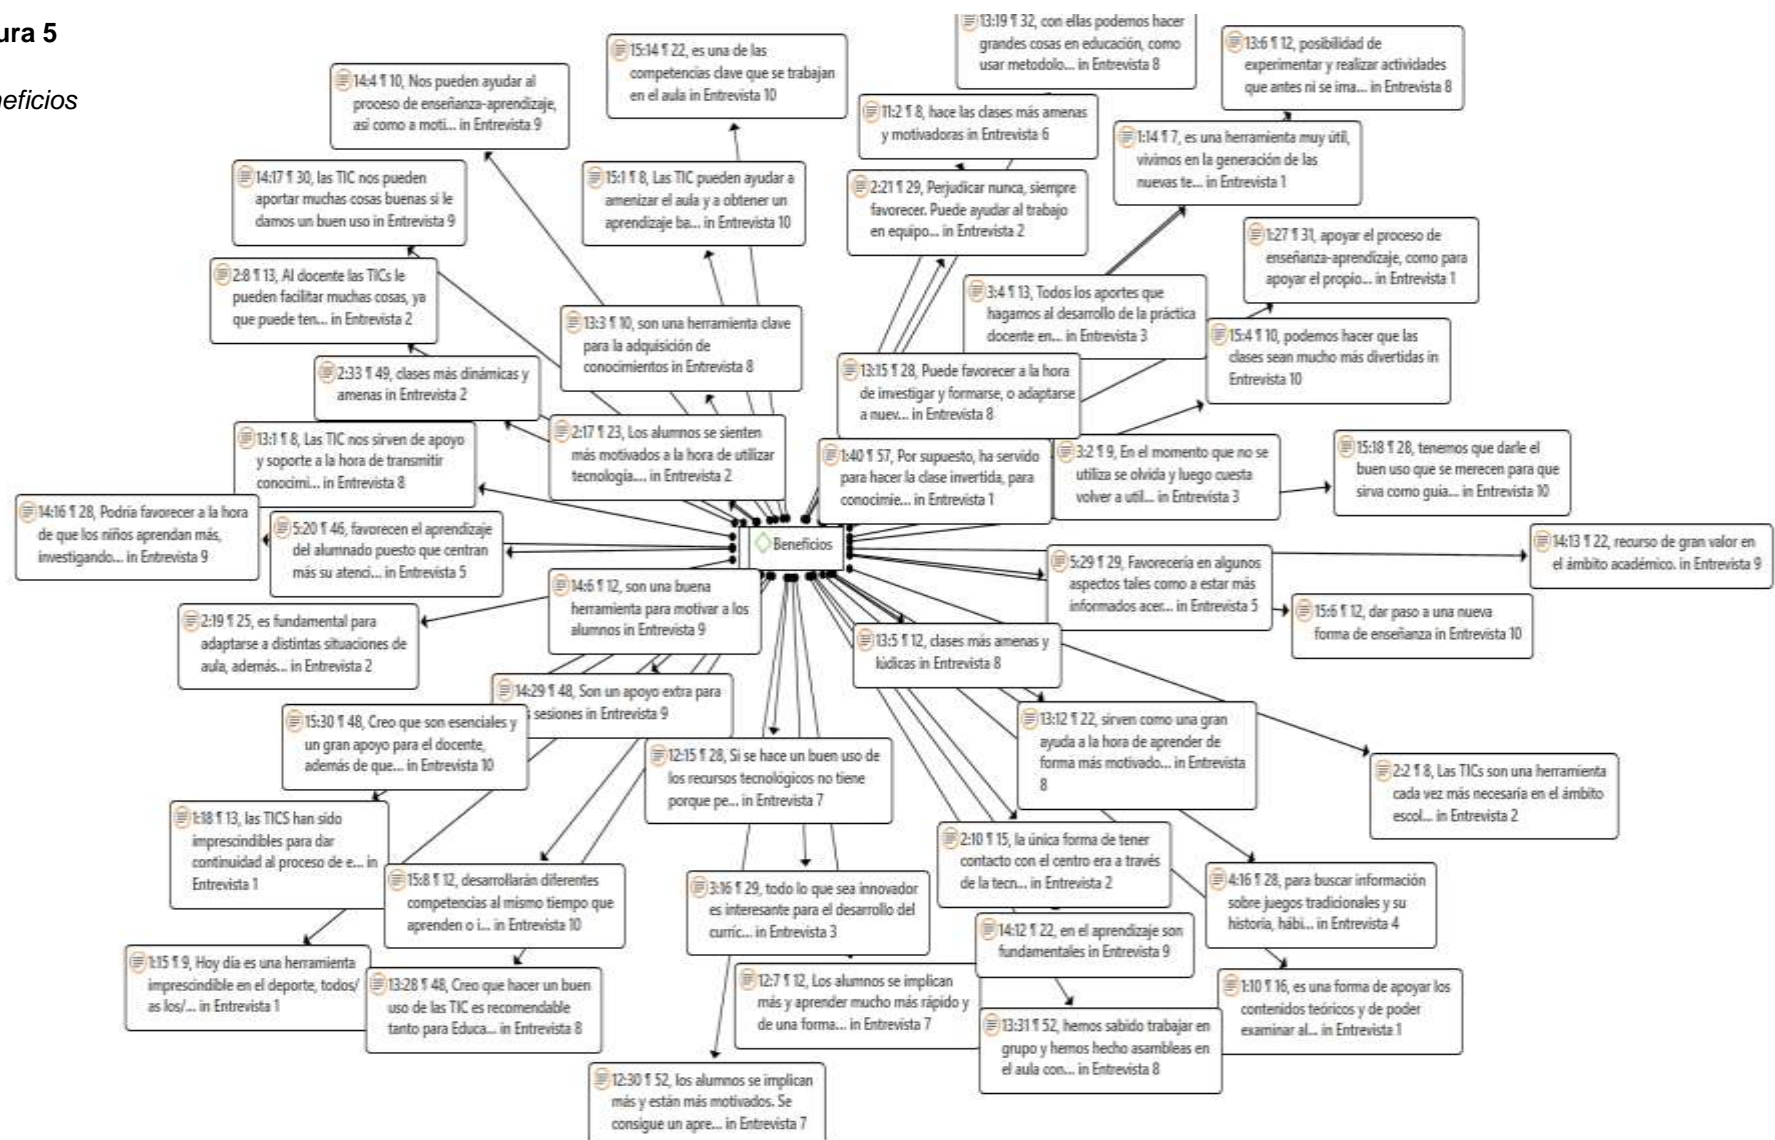 ura 5
neficios
13:19 ¶ 32, con ellas podemos hacer
grandes cosas en educación, como
usar metodolo... in Entrevista 8
13:6 ¶ 12, posibilidad de
experimentar y realizar actividades
que antes ni se ima... in Entrevista 8
15:14 ¶ 22, es una de las
competencias clave que se trabajan
en el aula in Entrevista 10
14:4 ¶ 10, Nos pueden ayudar al
proceso de enseñanza-aprendizaje,
asi como a moti... in Entrevista 9
11:2 ¶ 8, hace las clases más amenas
y motivadoras in Entrevista 6
1:14 ¶ 7, es una herramienta muy útil,
vivimos en la generación de las
nuevas te... in Entrevista 1
14:17 ¶ 30, las TIC nos pueden
aportar muchas cosas buenas si le
damos un buen uso in Entrevista 9
15:1 ¶ 8, Las TIC pueden ayudar a
amenizar el aula y a obtener un
aprendizaje ba... in Entrevista 10
2:21 ¶ 29, Perjudicar nunca, siempre
favorecer. Puede ayudar al trabajo
en equipo... in Entrevista 2
1:27 ¶ 31, apoyar el proceso de
enseñanza-aprendizaje, como para
apoyar el propio... in Entrevista 1
2:8 ¶ 13, Al docente las TICs le
pueden facilitar muchas cosas, ya
que puede ten... in Entrevista 2
3:4 ¶ 13, Todos los aportes que
hagamos al desarrollo de la práctica
docente en... in Entrevista 3
13:3 ¶ 10, son una herramienta clave
para la adquisición de
conocimientos in Entrevista 8
15:4 ¶ 10, podemos hacer que las
clases sean mucho más divertidas in
Entrevista 10
2:33 ¶ 49, clases más dinámicas y
amenas in Entrevista 2
13:15 ¶ 28, Puede favorecer a la hora
de investigar y formarse, o adaptarse
a nuev... in Entrevista 8
13:1 ¶ 8, Las TIC nos sirven de apoyo
y soporte a la hora de transmitir
conocimi... in Entrevista 8
2:17 ¶ 23, Los alumnos se sienten
más motivados a la hora de utilizar
tecnología.... in Entrevista 2
1:40 ¶ 57, Por supuesto, ha servido
para hacer la clase invertida, para
conocimie... in Entrevista 1
3:2 ¶ 9, En el momento que no se
utiliza se olvida y luego cuesta
volver a util... in Entrevista 3
15:18 ¶ 28, tenemos que darle el
buen uso que se merecen para que
sirva como guia... in Entrevista 10
14:16 ¶ 28, Podría favorecer a la hora
de que los niños aprendan más,
investigando... in Entrevista 9
5:20 ¶ 46, favorecen el aprendizaje
del alumnado puesto que centran
más su atenci... in Entrevista 5
Beneficios
14:13 ¶ 22, recurso de gran valor en
el ámbito académico. in Entrevista 9
5:29 ¶ 29, Favorecería en algunos
aspectos tales como a estar más
informados acer... in Entrevista 5
14:6 ¶ 12, son una buena
herramienta para motivar a los
alumnos in Entrevista 9
2:19 ¶ 25, es fundamental para
adaptarse a distintas situaciones de
aula, además... in Entrevista 2
15:6 ¶ 12, dar paso a una nueva
forma de enseñanza in Entrevista 10
13:5 ¶ 12, clases más amenas y
lúdicas in Entrevista 8
14:29 ¶ 48, Son un apoyo extra para
s sesiones in Entrevista 9
15:30 ¶ 48, Creo que son esenciales y
un gran apoyo para el docente,
además de que... in Entrevista 10
13:12 ¶ 22, sirven como una gran
ayuda a la hora de aprender de
forma más motivado... in Entrevista
8
12:15 ¶ 28, Si se hace un buen uso de
los recursos tecnológicos no tiene
porque pe... in Entrevista 7
2:2 ¶ 8, Las TICs son una herramienta
cada vez más necesaria en el ámbito
escol... in Entrevista 2
1:18 ¶ 13, las TICS han sido
imprescindibles para dar
continuidad al proceso de e... in
Entrevista 1
2:10 ¶ 15, la única forma de tener
contacto con el centro era a través
de la tecn... in Entrevista 2
15:8 ¶ 12, desarrollarán diferentes
competencias al mismo tiempo que
aprenden o i... in Entrevista 10
3:16 ¶ 29, todo lo que sea innovador
es interesante para el desarrollo del
curríc... in Entrevista 3
4:16 ¶ 28, para buscar información
sobre juegos tradicionales y su
historia, hábi... in Entrevista 4
14:12 ¶ 22, en el aprendizaje son
fundamentales in Entrevista 9
1:15 ¶ 9, Hoy día es una herramienta
imprescindible en el deporte, todos/
as los/... in Entrevista 1
13:28 ¶ 48, Creo que hacer un buen
uso de las TIC es recomendable
tanto para Educa... in Entrevista 8
12:7 ¶ 12, Los alumnos se implican
más y aprender mucho más rápido y
de una forma... in Entrevista 7
1:10 ¶ 16, es una forma de apoyar los
contenidos teóricos y de poder
examinar al... in Entrevista 1
13:31 ¶ 52, hemos sabido trabajar en
grupo y hemos hecho asambleas en
el aula con... in Entrevista 8
12:30 ¶ 52, los alumnos se implican
más y están más motivados. Se
consigue un apre... in Entrevista 7